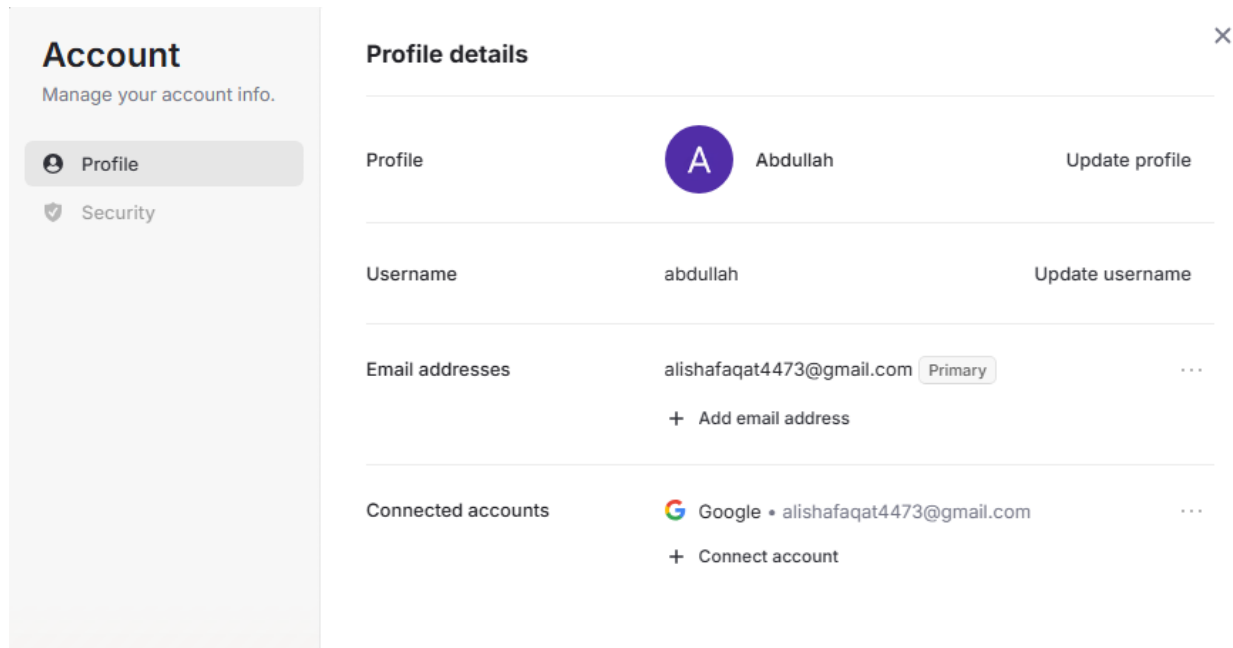 Account
Manage your account info.
Profile
Security
Profile details
Profile
A
Abdullah
Update profile
Username
abdullah
Update username
Email addresses
alishafaqat4473@gmail.com Primary
+ Add email address
Connected accounts
Google • alishafaqat4473@gmail.com
+ Connect account